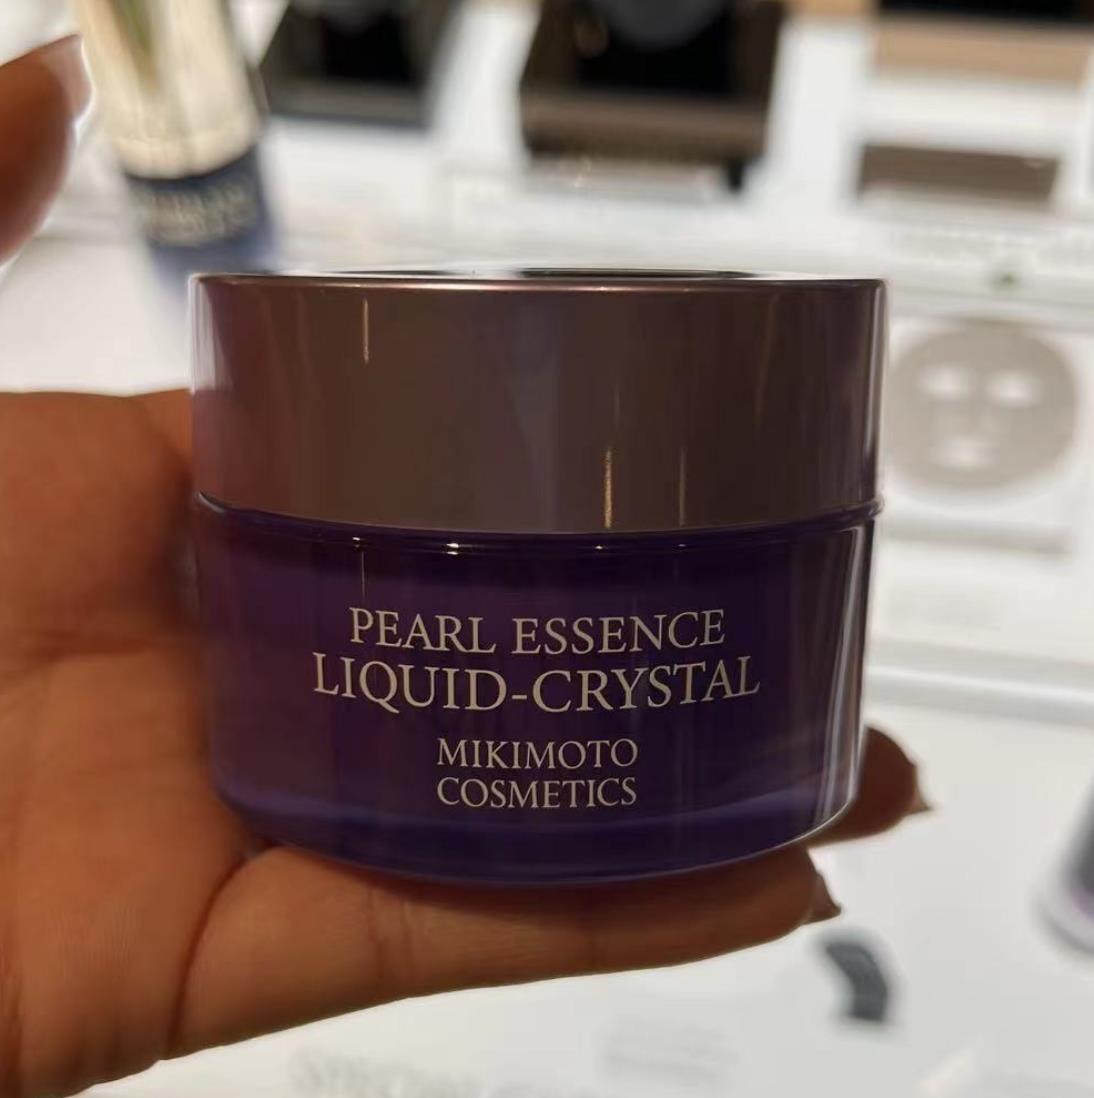 PEARL ESSENCE
LIQUID-CRYSTAL
MIKIMOTO
COSMETICS